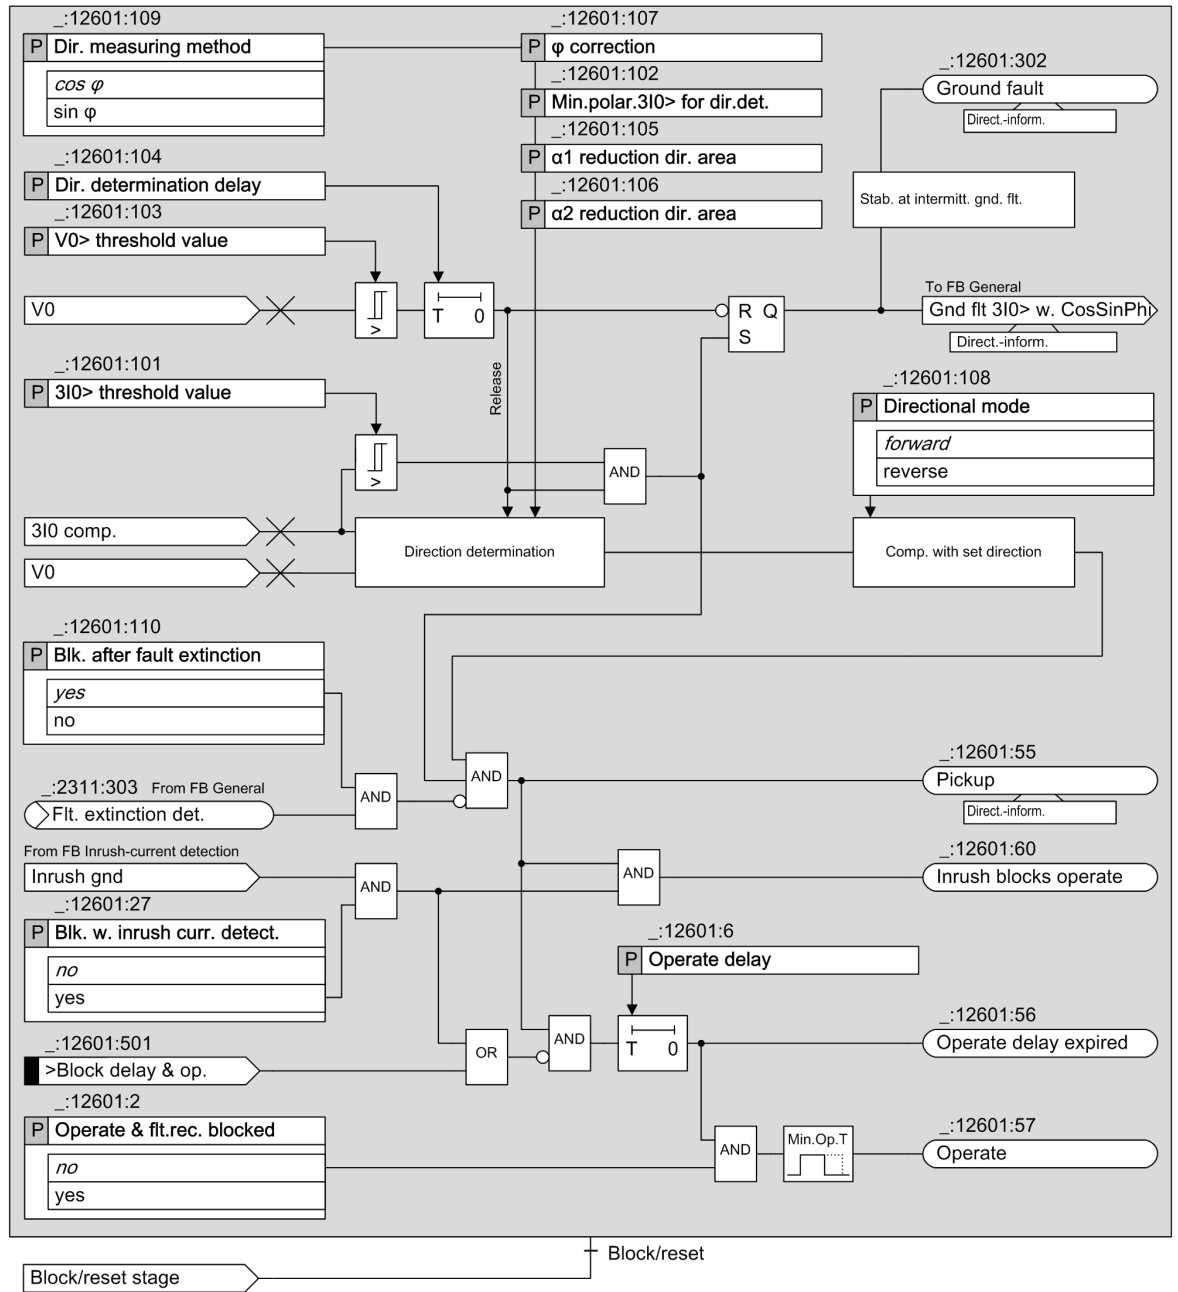 _:12601:109
P Dir. measuring method
cos φ
sin φ
_:12601:107
P φ correction
_:12601:102
P Min.polar.3I0> for dir.det.
_:12601:105
P α1 reduction dir. area
_:12601:106
P α2 reduction dir. area
_:12601:302
Ground fault
Direct.-inform.
_:12601:104
P Dir. determination delay
_:12601:103
P V0> threshold value
Stab. at intermitt. gnd. flt.
V0
>
T 0
R Q
S
To FB General
Gnd flt 3I0> w. CosSinPhi
Direct.-inform.
_:12601:101
P 3I0> threshold value
Release
_:12601:108
P Directional mode
forward
reverse
>
AND
3I0 comp.
V0
Direction determination
Comp. with set direction
_:12601:110
P Blk. after fault extinction
yes
no
_:2311:303 From FB General
Flt. extinction det.
AND
AND
_:12601:55
Pickup
Direct.-inform.
From FB Inrush-current detection
Inrush gnd
AND
AND
_:12601:60
Inrush blocks operate
_:12601:27
P Blk. w. inrush curr. detect.
no
yes
_:12601:6
P Operate delay
_:12601:501
>Block delay & op.
OR
AND
T 0
_:12601:56
Operate delay expired
_:12601:2
P Operate & flt.rec. blocked
no
yes
AND
Min.Op.T
_:12601:57
Operate
Block/reset
Block/reset stage